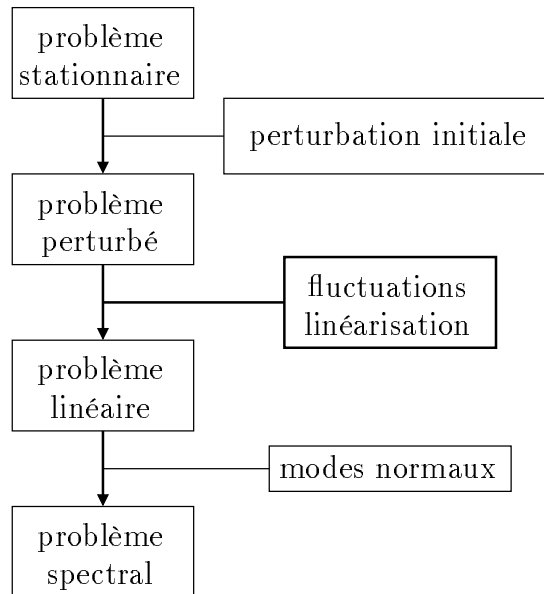 problème
stationnaire
perturbation initiale
problème
perturbé
fluctuations
linéarisation
problème
linéaire
modes normaux
problème
spectral